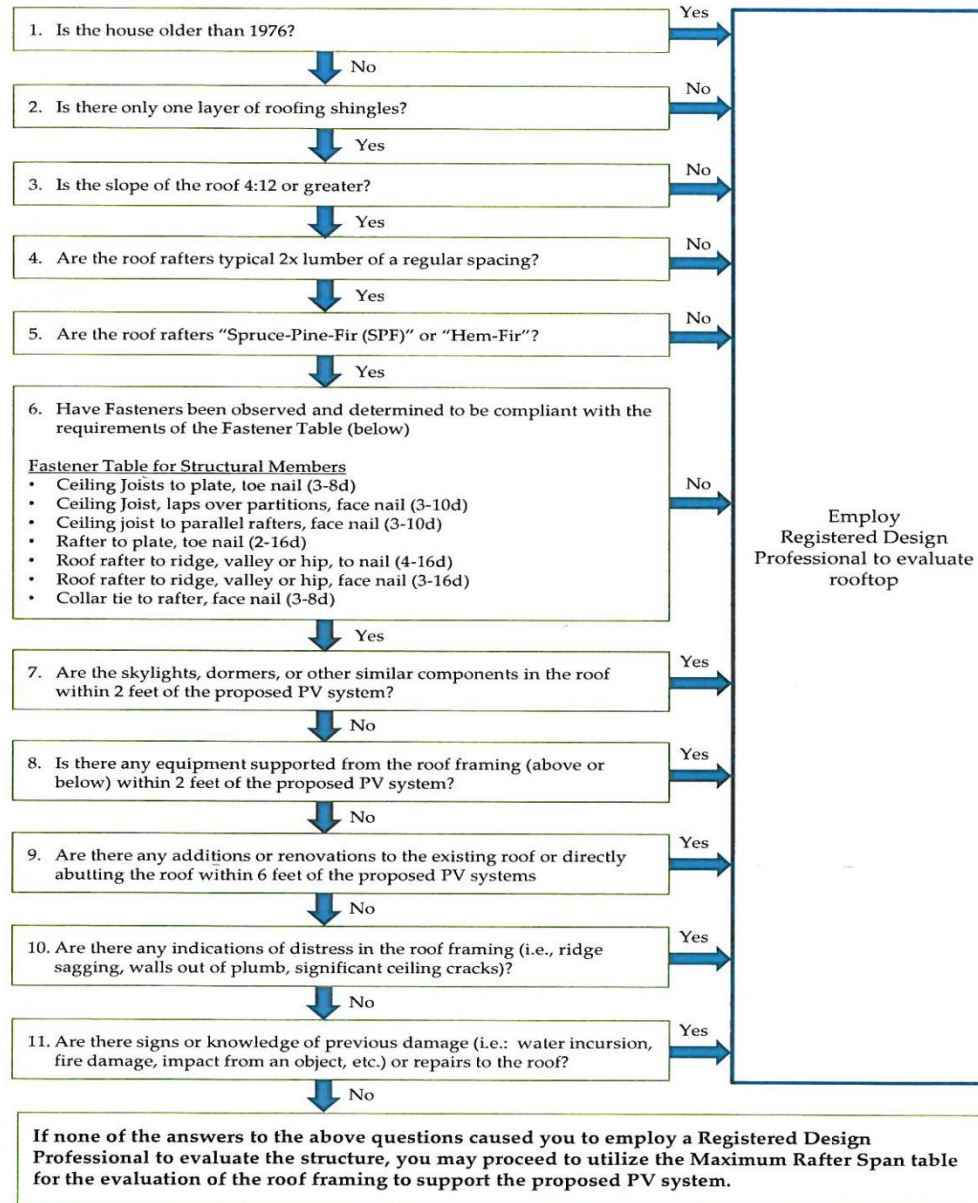 Yes
1. Is the house older than 1976?
No
No
2. Is there only one layer of roofing shingles?
Yes
No
3. Is the slope of the roof 4:12 or greater?
Yes
No
4. Are the roof rafters typical 2x lumber of a regular spacing?
Yes
No
5. Are the roof rafters “Spruce-Pine-Fir (SPF)” or “Hem-Fir”?
Yes
6. Have Fasteners been observed and determined to be compliant with the
requirements of the Fastener Table (below)
Fastener Table for Structural Members
• Ceiling Joists to plate, toe nail (3-8d)
• Ceiling Joist, laps over partitions, face nail (3-10d)
• Ceiling joist to parallel rafters, face nail (3-10d)
• Rafter to plate, toe nail (2-16d)
• Roof rafter to ridge, valley or hip, to nail (4-16d)
• Roof rafter to ridge, valley or hip, face nail (3-16d)
• Collar tie to rafter, face nail (3-8d)
No
Yes
Employ
Registered Design
Professional to evaluate
rooftop
7. Are the skylights, dormers, or other similar components in the roof
within 2 feet of the proposed PV system?
Yes
No
8. Is there any equipment supported from the roof framing (above or
below) within 2 feet of the proposed PV system?
Yes
No
9. Are there any additions or renovations to the existing roof or directly
abutting the roof within 6 feet of the proposed PV systems
Yes
No
10. Are there any indications of distress in the roof framing (i.e., ridge
sagging, walls out of plumb, significant ceiling cracks)?
Yes
No
11. Are there signs or knowledge of previous damage (i.e.: water incursion,
fire damage, impact from an object, etc.) or repairs to the roof?
Yes
No
If none of the answers to the above questions caused you to employ a Registered Design
Professional to evaluate the structure, you may proceed to utilize the Maximum Rafter Span table
for the evaluation of the roof framing to support the proposed PV system.